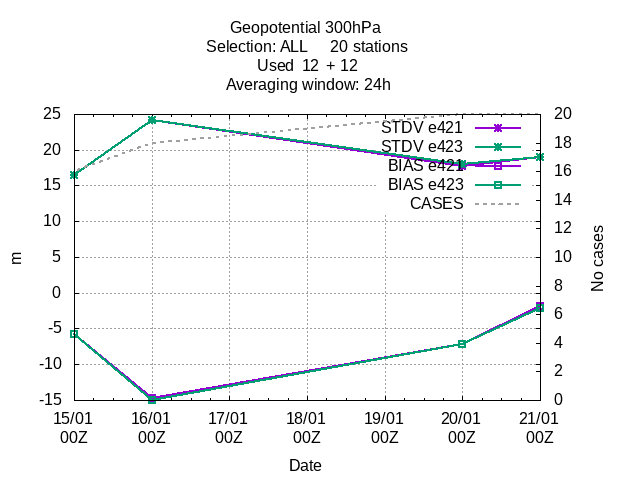 Geopotential 300hPa
Selection: ALL 20 stations
Used 12 + 12
Averaging window: 24h
25
20
15
10
5
0
-5
-10
-15
20
18
16
14
12
10
8
6
4
2
0
STDV e421
STDV e423
BIAS e421
BIAS e423
CASES
m
No cases
15/01 16/01 17/01 18/01 19/01 20/01 21/01
00Z 00Z 00Z 00Z 00Z 00Z 00Z
Date